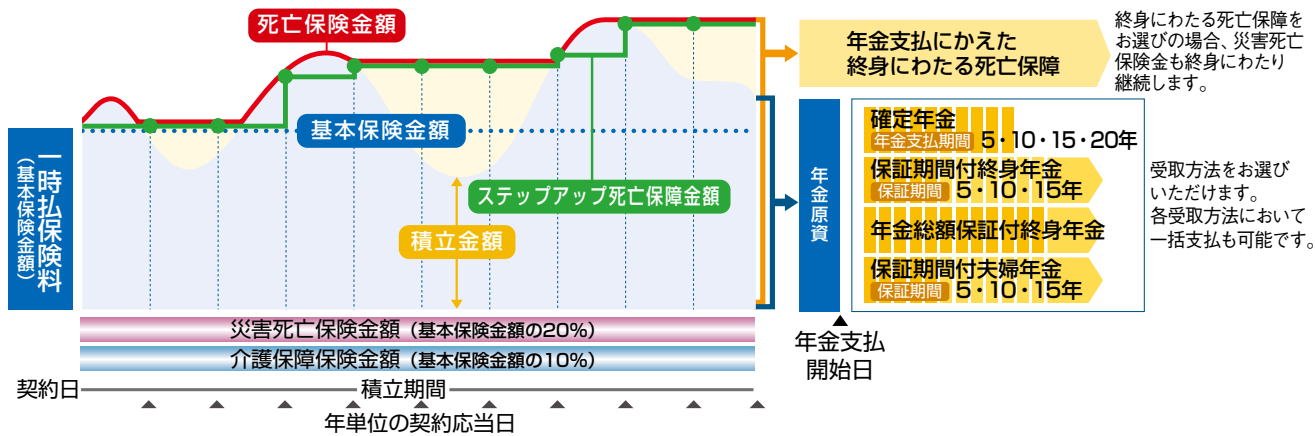 死亡保険金額
基本保険金額
ステップアップ死亡保障金額
積立金額
一時払保険料
（基本保険金額）
災害死亡保険金額（基本保険金額の20%）
介護保障保険金額（基本保険金額の10%）
契約日
積立期間
年単位の契約応当日
年金支払にかえた
終身にわたる死亡保障
終身にわたる死亡保障を
お選びの場合、災害死亡
保険金も終身にわたり
継続します。
年金原資
確定年金
年金支払期間 5・10・15・20年
保証期間付終身年金
保証期間 5・10・15年
年金総額保証付終身年金
保証期間付夫婦年金
保証期間 5・10・15年
受取方法をお選び
いただけます。
各受取方法において
一括支払も可能です。
年金支払
開始日